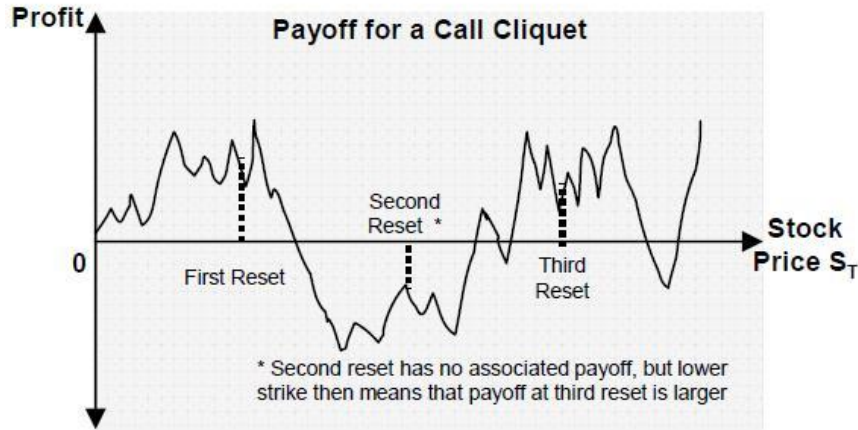 Profit
Payoff for a Call Cliquet
Second
Reset *
0
First Reset
Third
Reset
Stock
Price S_T
* Second reset has no associated payoff, but lower
strike then means that payoff at third reset is larger